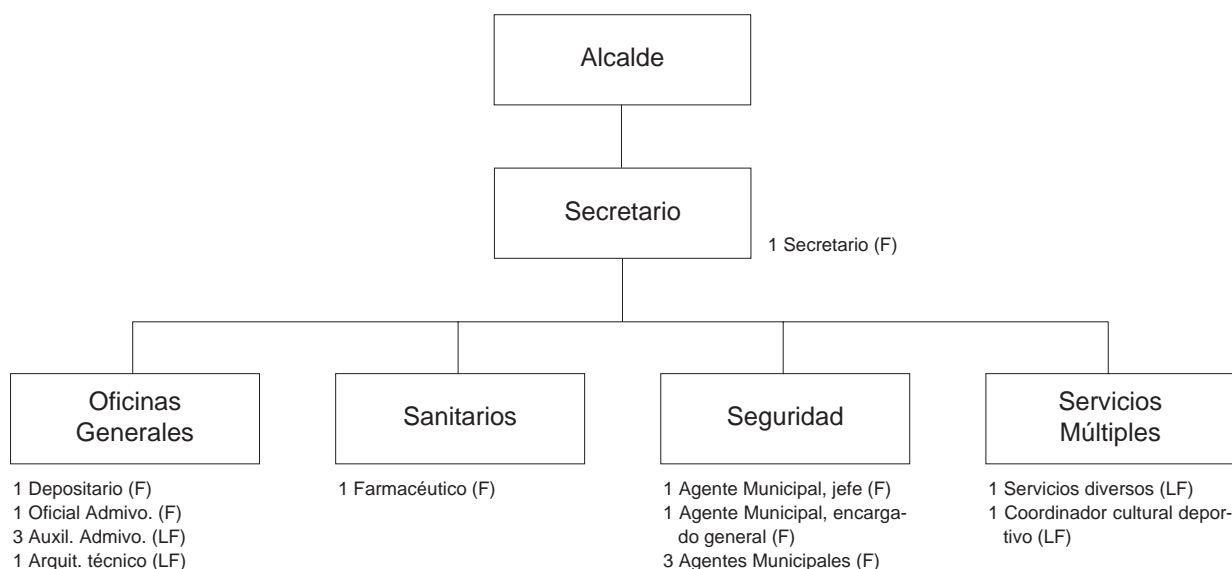 Alcalde
Secretario
1 Secretario (F)
Oficinas
Generales
1 Depositario (F)
1 Oficial Admivo. (F)
3 Auxil. Admivo. (LF)
1 Arquit. técnico (LF)
Sanitarios
1 Farmacéutico (F)
Seguridad
1 Agente Municipal, jefe (F)
1 Agente Municipal, encarga-
do general (F)
3 Agentes Municipales (F)
Servicios
Múltiples
1 Servicios diversos (LF)
1 Coordinador cultural depor-
tivo (LF)